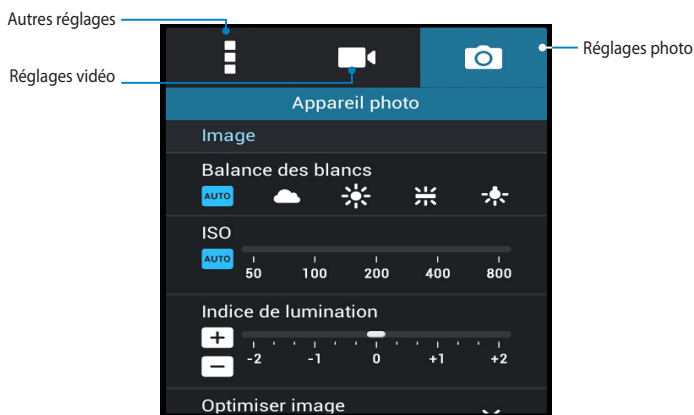 Autres réglages
Réglages photo
Réglages vidéo
Appareil photo
Image
Balance des blancs
AUTO
ISO
AUTO
50 100 200 400 800
Indice de lumination
-2 -1 0 +1 +2
Optimiser image